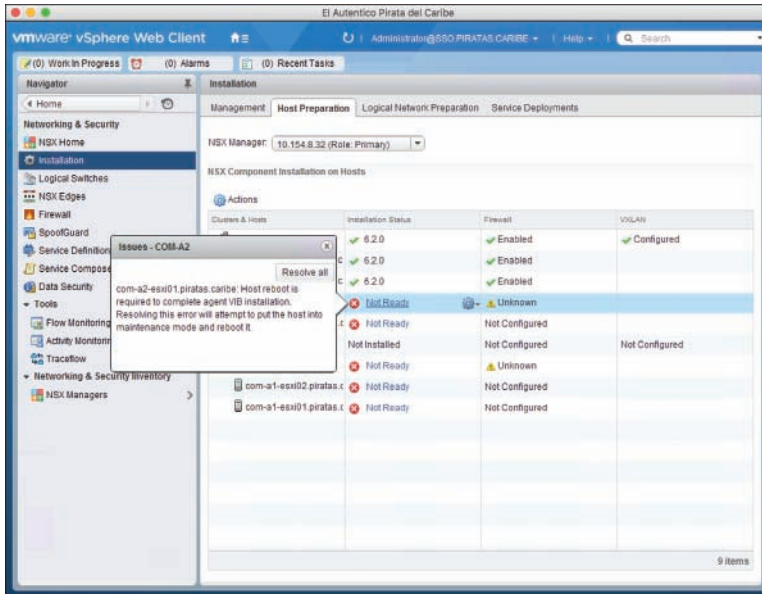 El Autentico Pirata del Caribe
vmware® vSphere Web Client
Administrator@SSO.PIRATAS.CARIBE
Help
Search
(0) Work In Progress
(0) Alarms
(0) Recent Tasks
Navigator
Home
Networking & Security
NSX Home
Installation
Logical Switches
NSX Edges
Firewall
SpoofGuard
Service Definition
Service Compose
Data Security
Tools
Flow Monitoring
Activity Monitorin
Traceflow
Networking & Security Inventory
NSX Managers
Installation
Management
Host Preparation
Logical Network Preparation
Service Deployments
NSX Manager: 10.154.8.32 (Role: Primary)
NSX Component Installation on Hosts
Actions
Clusters & Hosts Installation Status Firewall VXLAN
6.2.0 Enabled Configured
c 6.2.0 Enabled
c 6.2.0 Enabled
Not Ready Unknown
Not Ready Not Configured
Not Installed Not Configured Not Configured
Not Ready Unknown
com-a1-esxi02.piratas.c Not Ready Not Configured
com-a1-esxi01.piratas.c Not Ready Not Configured
9 items
Issues - COM-A2
Resolve all
com-a2-esxi01.piratas.caribe: Host reboot is
required to complete agent VIB installation.
Resolving this error will attempt to put the host into
maintenance mode and reboot it.